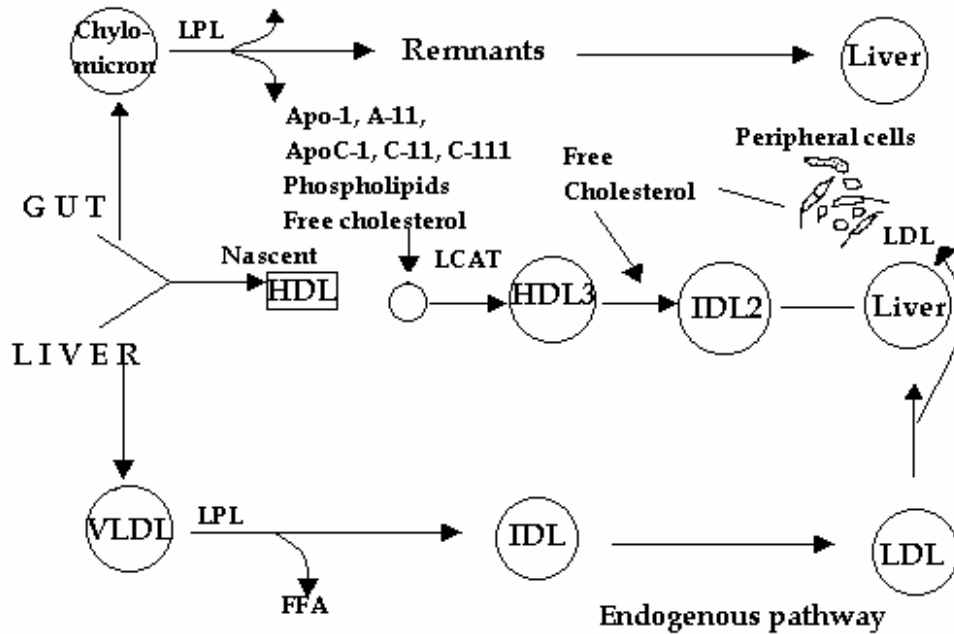 Chylo-
micron
LPL
Remnants
Liver
Apo-1, A-11,
ApoC-1, C-11, C-111
Phospholipids
Free cholesterol
Free
Cholesterol
Peripheral cells
GUT
Nascent
HDL
LCAT
HDL3
IDL2
LDL
Liver
LIVER
VLDL
LPL
FFA
IDL
LDL
Endogenous pathway